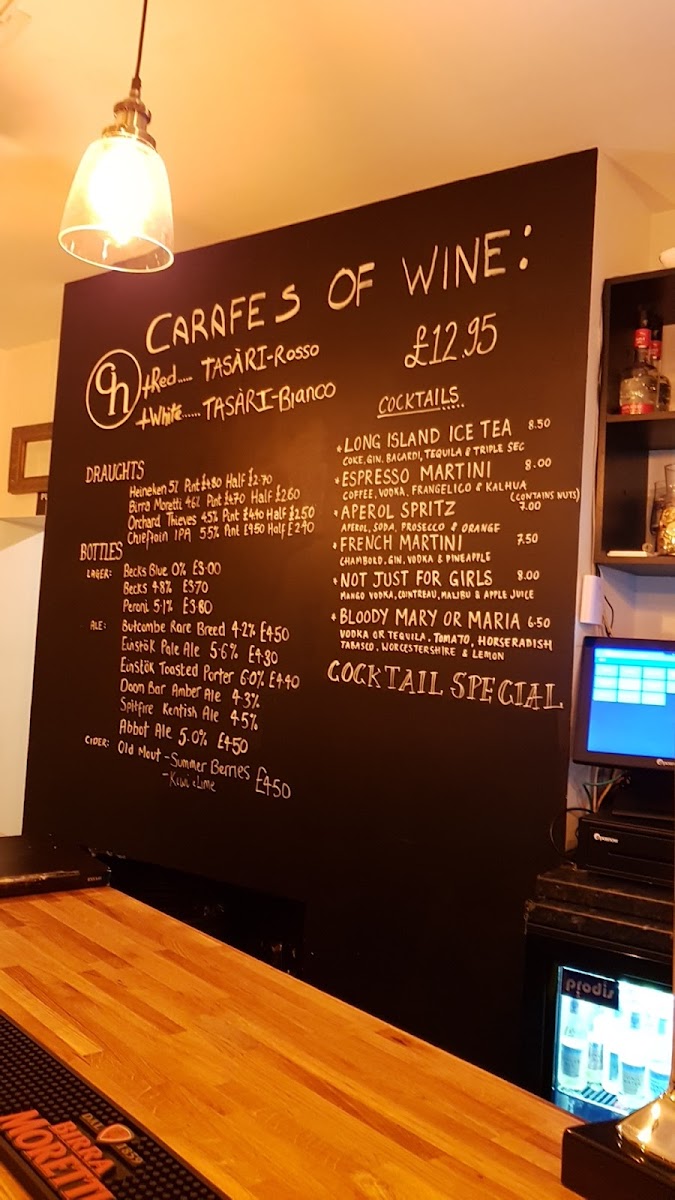 CARAFES OF WINE:
+Red..... TASÀRI-Rosso
+White...... TASÀRI-Bianco
£12.95
DRAUGHTS
Heineken 5% Pint £4.80 Half £2.70
Birra Moretti 4.6% Pint £4.70 Half £2.60
Orchard Thieves 4.5% Pint £4.40 Half £2.50
Chieftain IPA 5.5% Pint £4.50 Half £2.40
BOTTLES
LAGER: Becks Blue 0% £3.00
Becks 4.8% £3.70
Peroni 5.1% £3.80
ALE: Butcombe Rare Breed 4.2% £4.50
Einstök Pale Ale 5.6% £4.30
Einstök Toasted Porter 6.0% £4.40
Doom Bar Amber Ale 4.3%
Spitfire Kentish Ale 4.5%
Abbot Ale 5.0% £4.50
CIDER: Old Mout - Summer Berries £4.50
- Kiwi & Lime
COCKTAILS
* LONG ISLAND ICE TEA 8.50
COKE, GIN, BACARDI, TEQUILA & TRIPLE SEC
* ESPRESSO MARTINI 8.00
COFFEE, VODKA, FRANGELICO & KALHUA
(CONTAINS NUTS)
* APEROL SPRITZ 7.00
APEROL, SODA, PROSECCO & ORANGE
* FRENCH MARTINI 7.50
CHAMBORD, GIN, VODKA & PINEAPPLE
* NOT JUST FOR GIRLS 8.00
MANGO VODKA, COINTREAU, MALIBU & APPLE JUICE
* BLOODY MARY OR MARIA 6.50
VODKA OR TEQUILA, TOMATO, HORSERADISH
TABASCO, WORCESTERSHIRE & LEMON
COCKTAIL SPECIAL
prodis
BIRRA
MORETTI